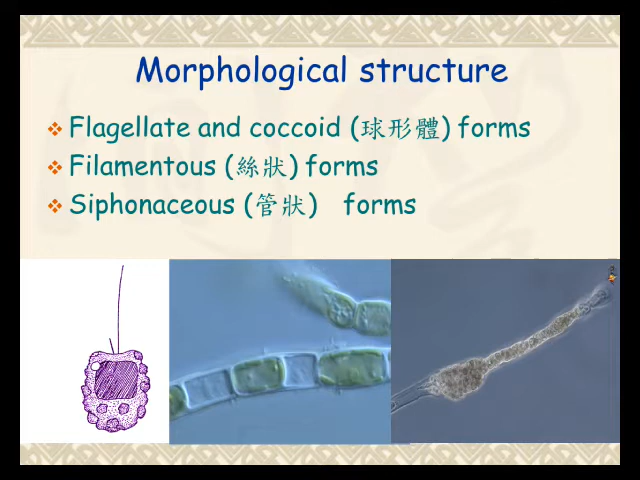 Morphological structure
Flagellate and coccoid (球形體) forms
Filamentous (絲狀) forms
Siphonaceous (管狀) forms